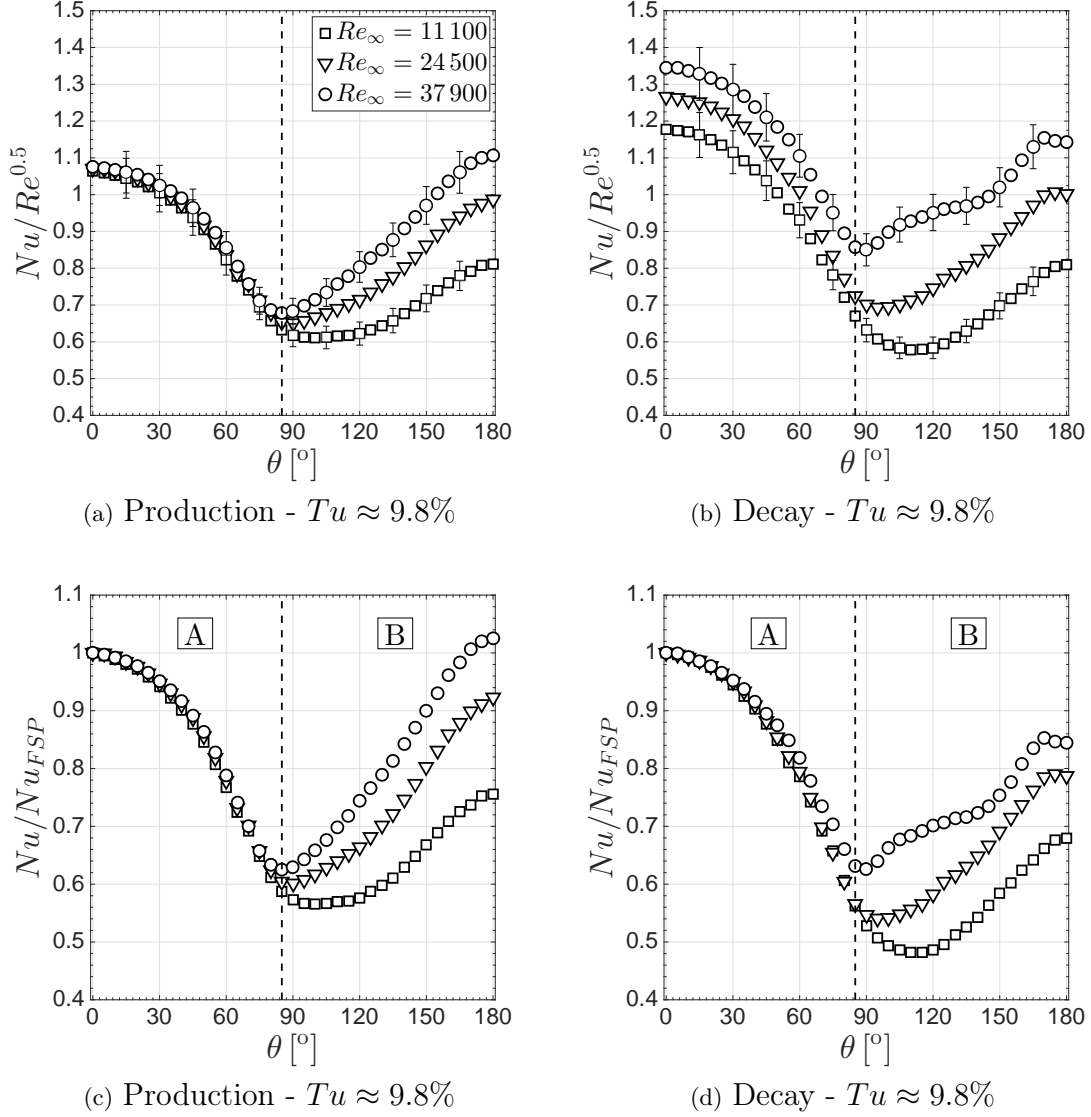 1.5
1.4
1.3
1.2
1.1
1
0.9
0.8
0.7
0.6
0.5
0.4
Nu/Re^0.5
Re∞ = 11 100
Re∞ = 24 500
Re∞ = 37 900
0 30 60 90 120 150 180
θ [°]
(a) Production - Tu ≈ 9.8%
1.5
1.4
1.3
1.2
1.1
1
0.9
0.8
0.7
0.6
0.5
0.4
Nu/Re^0.5
0 30 60 90 120 150 180
θ [°]
(b) Decay - Tu ≈ 9.8%
1.1
1
0.9
0.8
0.7
0.6
0.5
0.4
Nu/Nu_FSP
A B
0 30 60 90 120 150 180
θ [°]
(c) Production - Tu ≈ 9.8%
1.1
1
0.9
0.8
0.7
0.6
0.5
0.4
Nu/Nu_FSP
A B
0 30 60 90 120 150 180
θ [°]
(d) Decay - Tu ≈ 9.8%